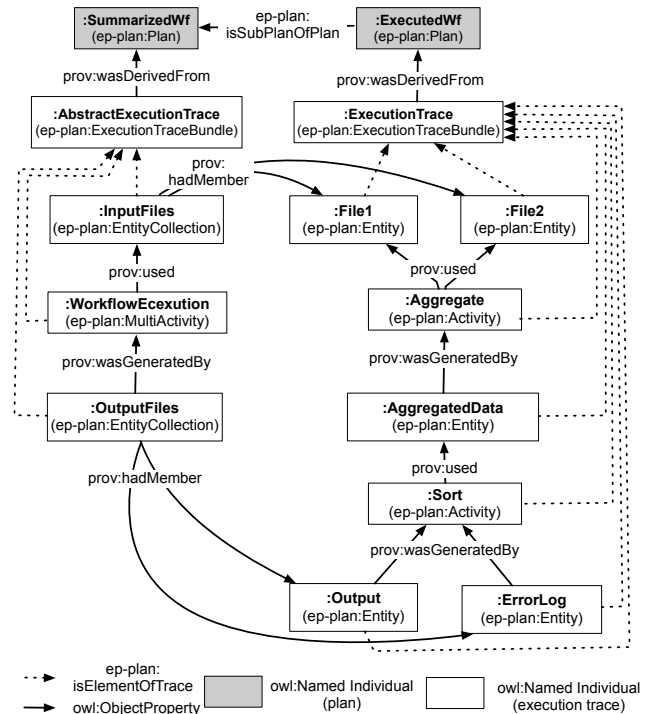 :SummarizedWf
(ep-plan:Plan)
ep-plan:
isSubPlanOfPlan
:ExecutedWf
(ep-plan:Plan)
prov:wasDerivedFrom
prov:wasDerivedFrom
:AbstractExecutionTrace
(ep-plan:ExecutionTraceBundle)
:ExecutionTrace
(ep-plan:ExecutionTraceBundle)
prov:
hadMember
:InputFiles
(ep-plan:EntityCollection)
:File1
(ep-plan:Entity)
:File2
(ep-plan:Entity)
prov:used
prov:used
:WorkflowEcexution
(ep-plan:MultiActivity)
:Aggregate
(ep-plan:Activity)
prov:wasGeneratedBy
prov:wasGeneratedBy
:OutputFiles
(ep-plan:EntityCollection)
:AggregatedData
(ep-plan:Entity)
prov:hadMember
prov:used
:Sort
(ep-plan:Activity)
prov:wasGeneratedBy
:Output
(ep-plan:Entity)
:ErrorLog
(ep-plan:Entity)
ep-plan:
isElementOfTrace
owl:ObjectProperty
owl:Named Individual
(plan)
owl:Named Individual
(execution trace)